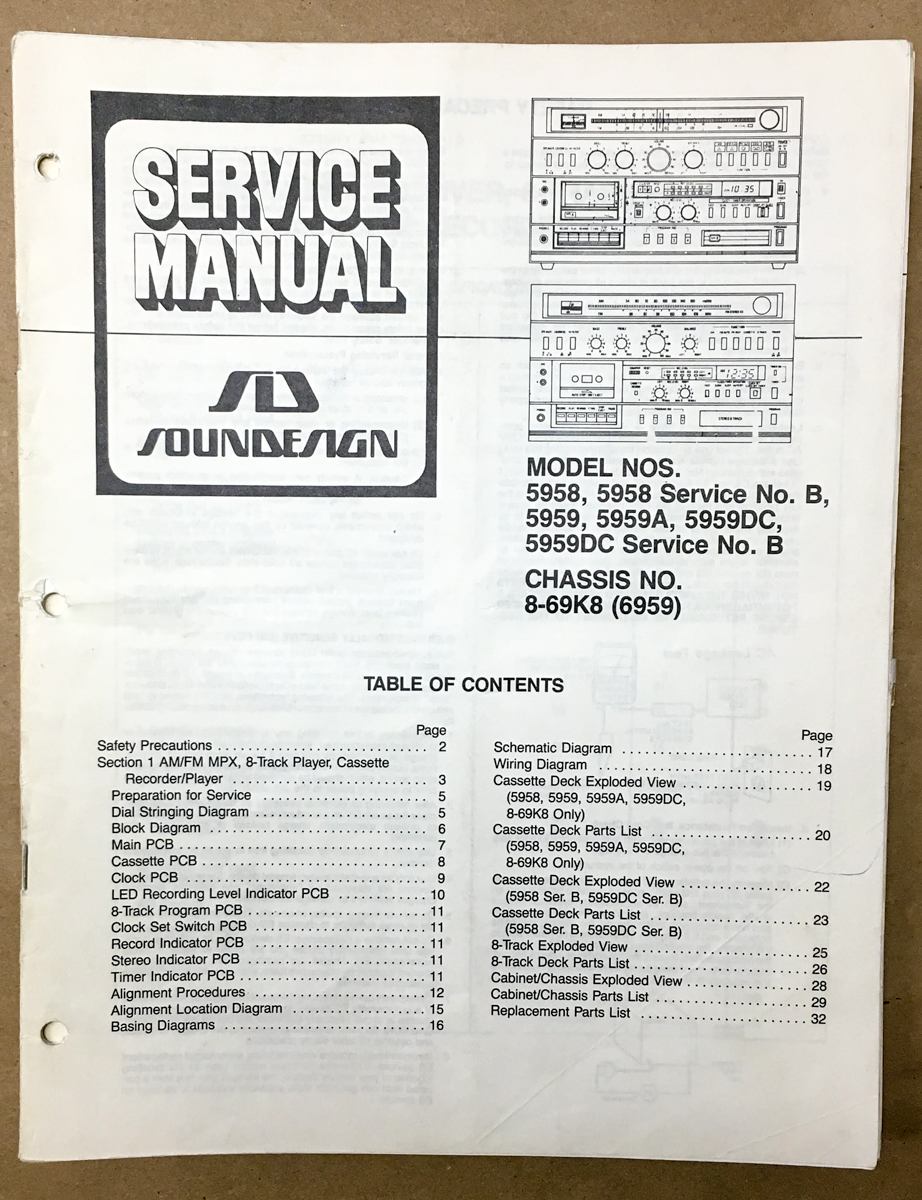 SERVICE
MANUAL
SD
SOUNDESIGN
10 35
12:35
STEREO 8 TRACK
MODEL NOS.
5958, 5958 Service No. B,
5959, 5959A, 5959DC,
5959DC Service No. B
CHASSIS NO.
8-69K8 (6959)
TABLE OF CONTENTS
Page
Safety Precautions . . . . . . . . . . . . . . . . . . . . . . . . . . 2
Section 1 AM/FM MPX, 8-Track Player, Cassette
Recorder/Player . . . . . . . . . . . . . . . . . . . . . . . . 3
Preparation for Service . . . . . . . . . . . . . . . . . . . . 5
Dial Stringing Diagram . . . . . . . . . . . . . . . . . . . . . 5
Block Diagram . . . . . . . . . . . . . . . . . . . . . . . . . . . 6
Main PCB . . . . . . . . . . . . . . . . . . . . . . . . . . . . . . 7
Cassette PCB . . . . . . . . . . . . . . . . . . . . . . . . . . . 8
Clock PCB . . . . . . . . . . . . . . . . . . . . . . . . . . . . . . 9
LED Recording Level Indicator PCB . . . . . . . . . . . 10
8-Track Program PCB . . . . . . . . . . . . . . . . . . . . . . 11
Clock Set Switch PCB . . . . . . . . . . . . . . . . . . . . . 11
Record Indicator PCB . . . . . . . . . . . . . . . . . . . . . 11
Stereo Indicator PCB . . . . . . . . . . . . . . . . . . . . . 11
Timer Indicator PCB . . . . . . . . . . . . . . . . . . . . . . . 11
Alignment Procedures . . . . . . . . . . . . . . . . . . . . . 12
Alignment Location Diagram . . . . . . . . . . . . . . . . 15
Basing Diagrams . . . . . . . . . . . . . . . . . . . . . . . . 16
Page
Schematic Diagram . . . . . . . . . . . . . . . . . . . . . . . 17
Wiring Diagram . . . . . . . . . . . . . . . . . . . . . . . . . . 18
Cassette Deck Exploded View . . . . . . . . . . . . . . . . 19
(5958, 5959, 5959A, 5959DC,
8-69K8 Only)
Cassette Deck Parts List . . . . . . . . . . . . . . . . . . . 20
(5958, 5959, 5959A, 5959DC,
8-69K8 Only)
Cassette Deck Exploded View . . . . . . . . . . . . . . . . 22
(5958 Ser. B, 5959DC Ser. B)
Cassette Deck Parts List . . . . . . . . . . . . . . . . . . . 23
(5958 Ser. B, 5959DC Ser. B)
8-Track Exploded View . . . . . . . . . . . . . . . . . . . . . 25
8-Track Deck Parts List . . . . . . . . . . . . . . . . . . . . . 26
Cabinet/Chassis Exploded View . . . . . . . . . . . . . . . 28
Cabinet/Chassis Parts List . . . . . . . . . . . . . . . . . . 29
Replacement Parts List . . . . . . . . . . . . . . . . . . . . 32